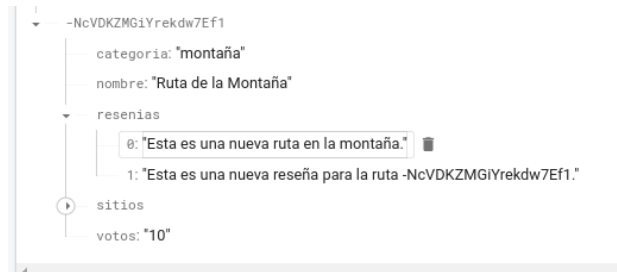 -NcVDKZMGiYrekdw7Ef1
categoria: "montaña"
nombre: "Ruta de la Montaña"
resenias
0: "Esta es una nueva ruta en la montaña."
1: "Esta es una nueva reseña para la ruta -NcVDKZMGiYrekdw7Ef1."
sitios
votos: "10"